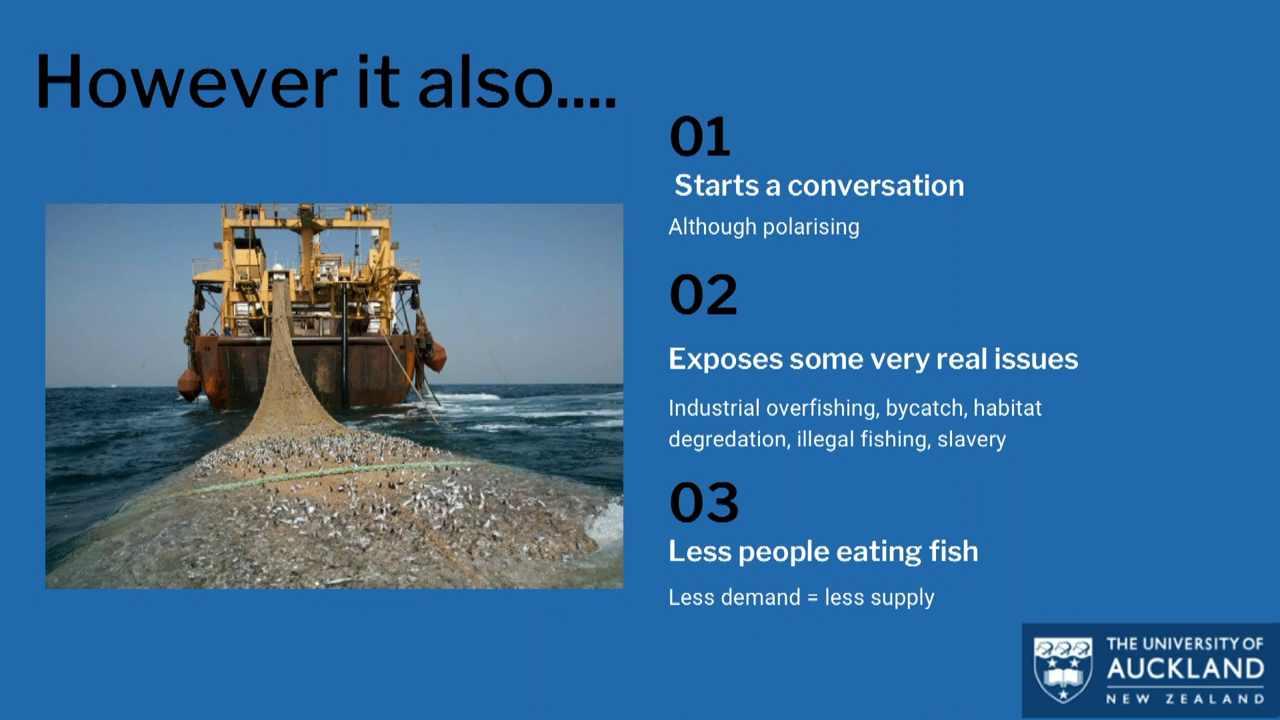 However it also....
01
Starts a conversation
Although polarising
02
Exposes some very real issues
Industrial overfishing, bycatch, habitat
degredation, illegal fishing, slavery
03
Less people eating fish
Less demand = less supply
THE UNIVERSITY OF
AUCKLAND
NEW ZEALAND